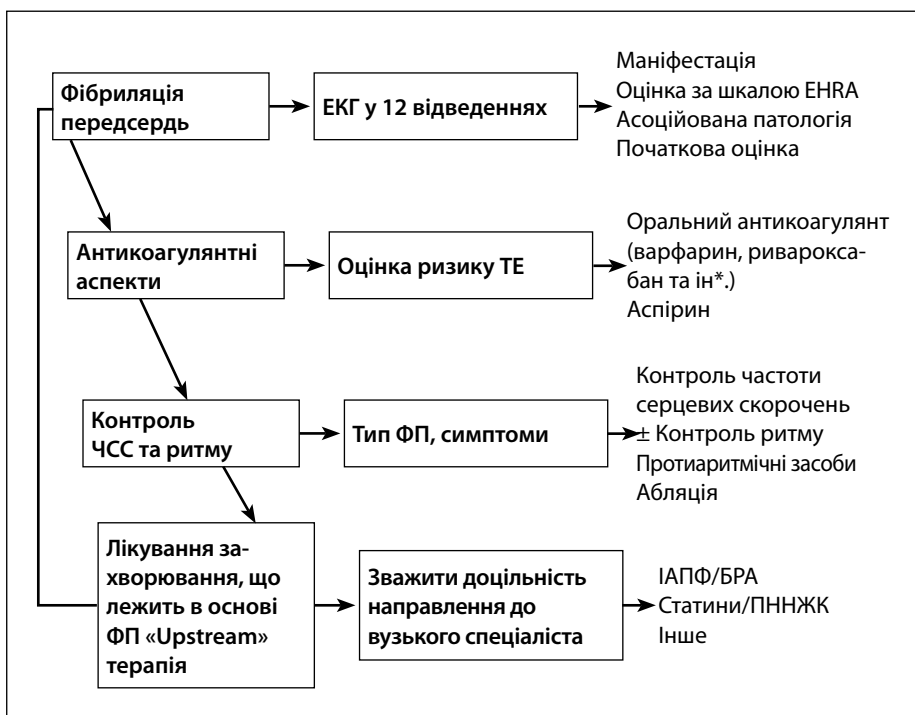 Фібриляція
передсердь
ЕКГ у 12 відведеннях
Маніфестація
Оцінка за шкалою EHRA
Асоційована патологія
Початкова оцінка
Антикоагулянтні
аспекти
Оцінка ризику ТЕ
Оральний антикоагулянт
(варфарин, риварокса-
бан та ін*.)
Аспірин
Контроль
ЧСС та ритму
Тип ФП, симптоми
Контроль частоти
серцевих скорочень
± Контроль ритму
Протиаритмічні засоби
Абляція
Лікування за-
хворювання, що
лежить в основі
ФП «Upstream»
терапія
Зважити доцільність
направлення до
вузького спеціаліста
ІАПФ/БРА
Статини/ПННЖК
Інше